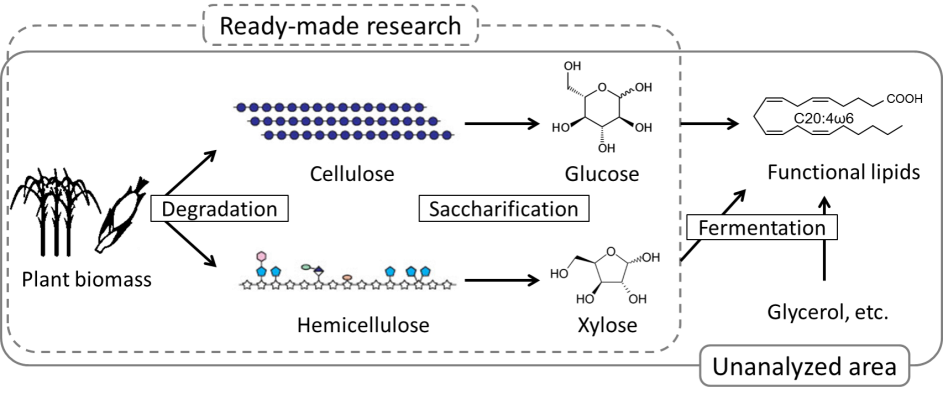 Ready-made research
OH
O
OH
HO
OH
OH
COOH
C20:4ω6
Cellulose
Glucose
Functional lipids
Degradation
Saccharification
Fermentation
Plant biomass
O
OH
HO
HO
OH
Hemicellulose
Xylose
Glycerol, etc.
Unanalyzed area